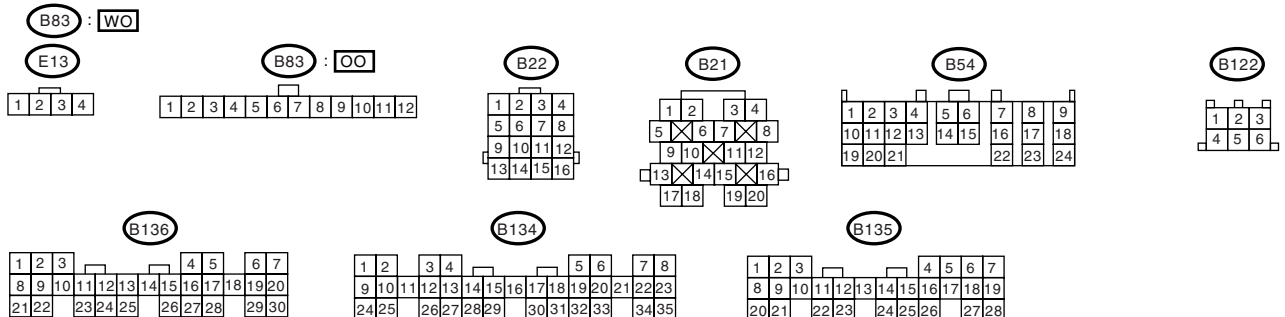 B83 : WO
E13 B83 : OO B22 B21 B54 B122
1 2 3 4
1 2 3 4 5 6 7 8 9 10 11 12
1 2 3 4
5 6 7 8
9 10 11 12
13 14 15 16
1 2 3 4
5 6 7 8
9 10 11 12
13 14 15 16
17 18 19 20
1 2 3 4 5 6 7 8 9
10 11 12 13 14 15 16 17 18
19 20 21 22 23 24
1 2 3
4 5 6
B136 B134 B135
1 2 3 4 5 6 7
8 9 10 11 12 13 14 15 16 17 18 19 20
21 22 23 24 25 26 27 28 29 30
1 2 3 4 5 6 7 8
9 10 11 12 13 14 15 16 17 18 19 20 21 22 23
24 25 26 27 28 29 30 31 32 33 34 35
1 2 3 4 5 6 7
8 9 10 11 12 13 14 15 16 17 18 19
20 21 22 23 24 25 26 27 28